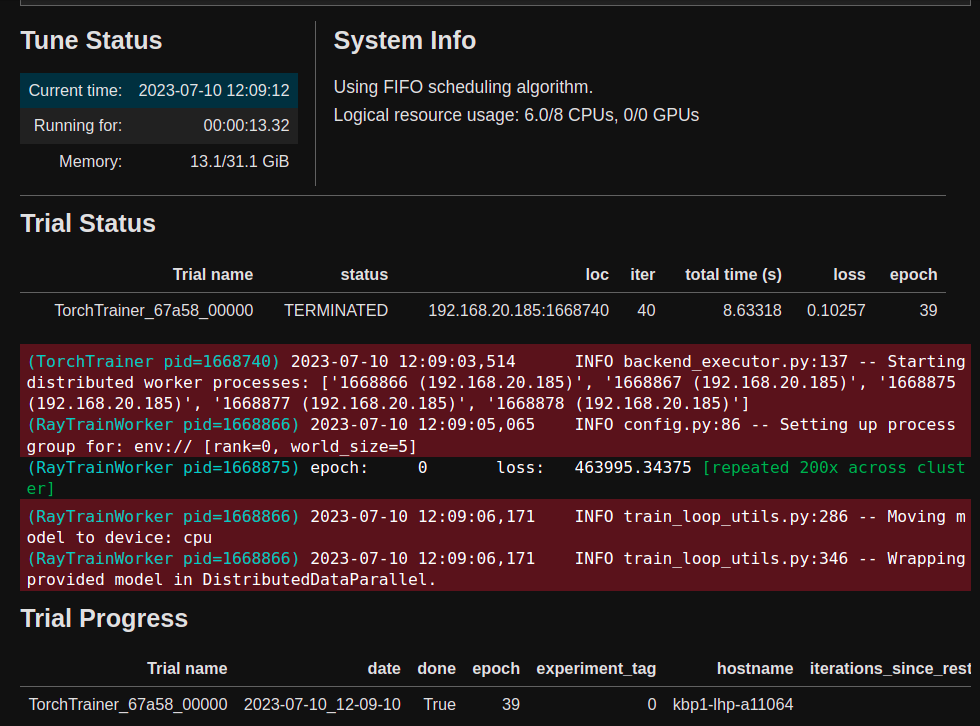 Tune Status
Current time: 2023-07-10 12:09:12
Running for: 00:00:13.32
Memory: 13.1/31.1 GiB
System Info
Using FIFO scheduling algorithm.
Logical resource usage: 6.0/8 CPUs, 0/0 GPUs
Trial Status
Trial name status loc iter total time (s) loss epoch
TorchTrainer_67a58_00000 TERMINATED 192.168.20.185:1668740 40 8.63318 0.10257 39
(TorchTrainer pid=1668740) 2023-07-10 12:09:03,514 INFO backend_executor.py:137 -- Starting
distributed worker processes: ['1668866 (192.168.20.185)', '1668867 (192.168.20.185)', '1668875
(192.168.20.185)', '1668877 (192.168.20.185)', '1668878 (192.168.20.185)']
(RayTrainWorker pid=1668866) 2023-07-10 12:09:05,065 INFO config.py:86 -- Setting up process
group for: env:// [rank=0, world_size=5]
(RayTrainWorker pid=1668875) epoch: 0 loss: 463995.34375 [repeated 200x across clust
er]
(RayTrainWorker pid=1668866) 2023-07-10 12:09:06,171 INFO train_loop_utils.py:286 -- Moving m
odel to device: cpu
(RayTrainWorker pid=1668866) 2023-07-10 12:09:06,171 INFO train_loop_utils.py:346 -- Wrapping
provided model in DistributedDataParallel.
Trial Progress
Trial name date done epoch experiment_tag hostname iterations_since_rest
TorchTrainer_67a58_00000 2023-07-10_12-09-10 True 39 0 kbp1-lhp-a11064